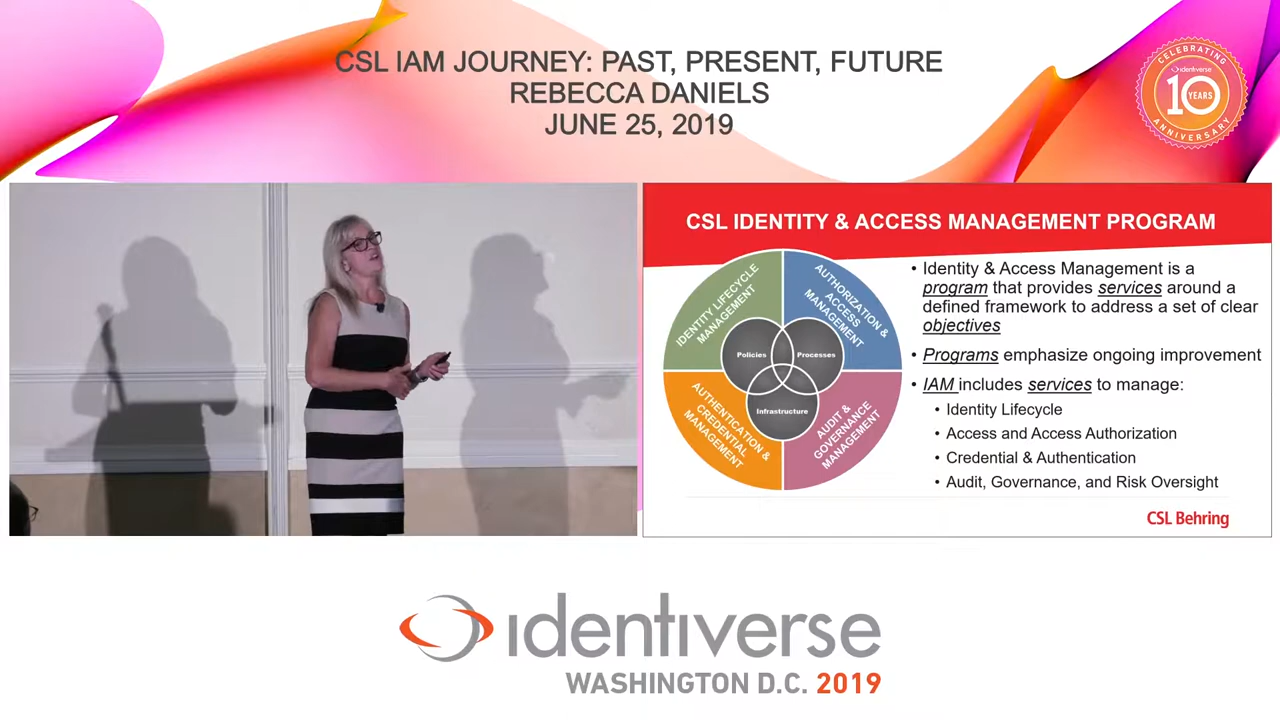 CSL IAM JOURNEY: PAST, PRESENT, FUTURE
REBECCA DANIELS
JUNE 25, 2019
CELEBRATING
identiverse
10 YEARS
ANNIVERSARY
CSL IDENTITY & ACCESS MANAGEMENT PROGRAM
IDENTITY LIFECYCLE
MANAGEMENT
AUTHORIZATION &
ACCESS
MANAGEMENT
Policies
Processes
Infrastructure
AUTHENTICATION &
CREDENTIAL
MANAGEMENT
AUDIT &
GOVERNANCE
MANAGEMENT
• Identity & Access Management is a
program that provides services around a
defined framework to address a set of clear
objectives
• Programs emphasize ongoing improvement
• IAM includes services to manage:
• Identity Lifecycle
• Access and Access Authorization
• Credential & Authentication
• Audit, Governance, and Risk Oversight
CSL Behring
identiverse
WASHINGTON D.C. 2019